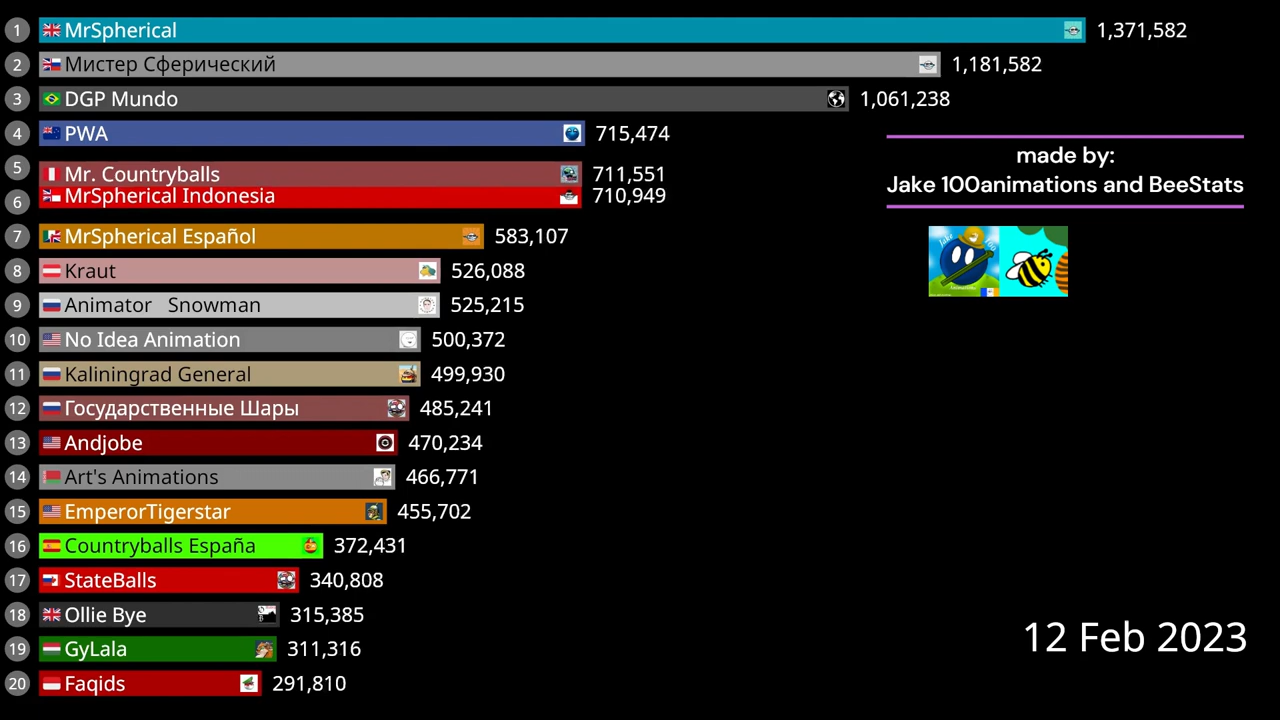 1 MrSpherical 1,371,582
2 Мистер Сферический 1,181,582
3 DGP Mundo 1,061,238
4 PWA 715,474
5 Mr. Countryballs 711,551
6 MrSpherical Indonesia 710,949
7 MrSpherical Español 583,107
8 Kraut 526,088
9 Animator Snowman 525,215
10 No Idea Animation 500,372
11 Kaliningrad General 499,930
12 Государственные Шары 485,241
13 Andjobe 470,234
14 Art's Animations 466,771
15 EmperorTigerstar 455,702
16 Countryballs España 372,431
17 StateBalls 340,808
18 Ollie Bye 315,385
19 GyLala 311,316
20 Faqids 291,810
made by:
Jake 100animations and BeeStats
Jake 100
12 Feb 2023